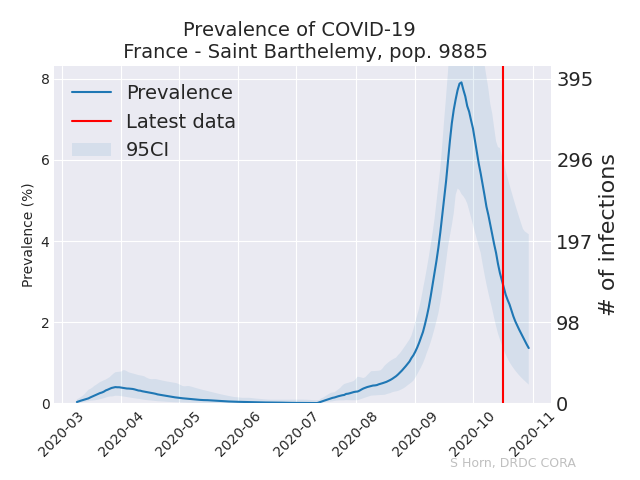 Prevalence of COVID-19
France - Saint Barthelemy, pop. 9885
Prevalence (%)
8
6
4
2
0
Prevalence
Latest data
95CI
395
296
197
98
0
# of infections
2020-03
2020-04
2020-05
2020-06
2020-07
2020-08
2020-09
2020-10
2020-11
S Horn, DRDC CORA